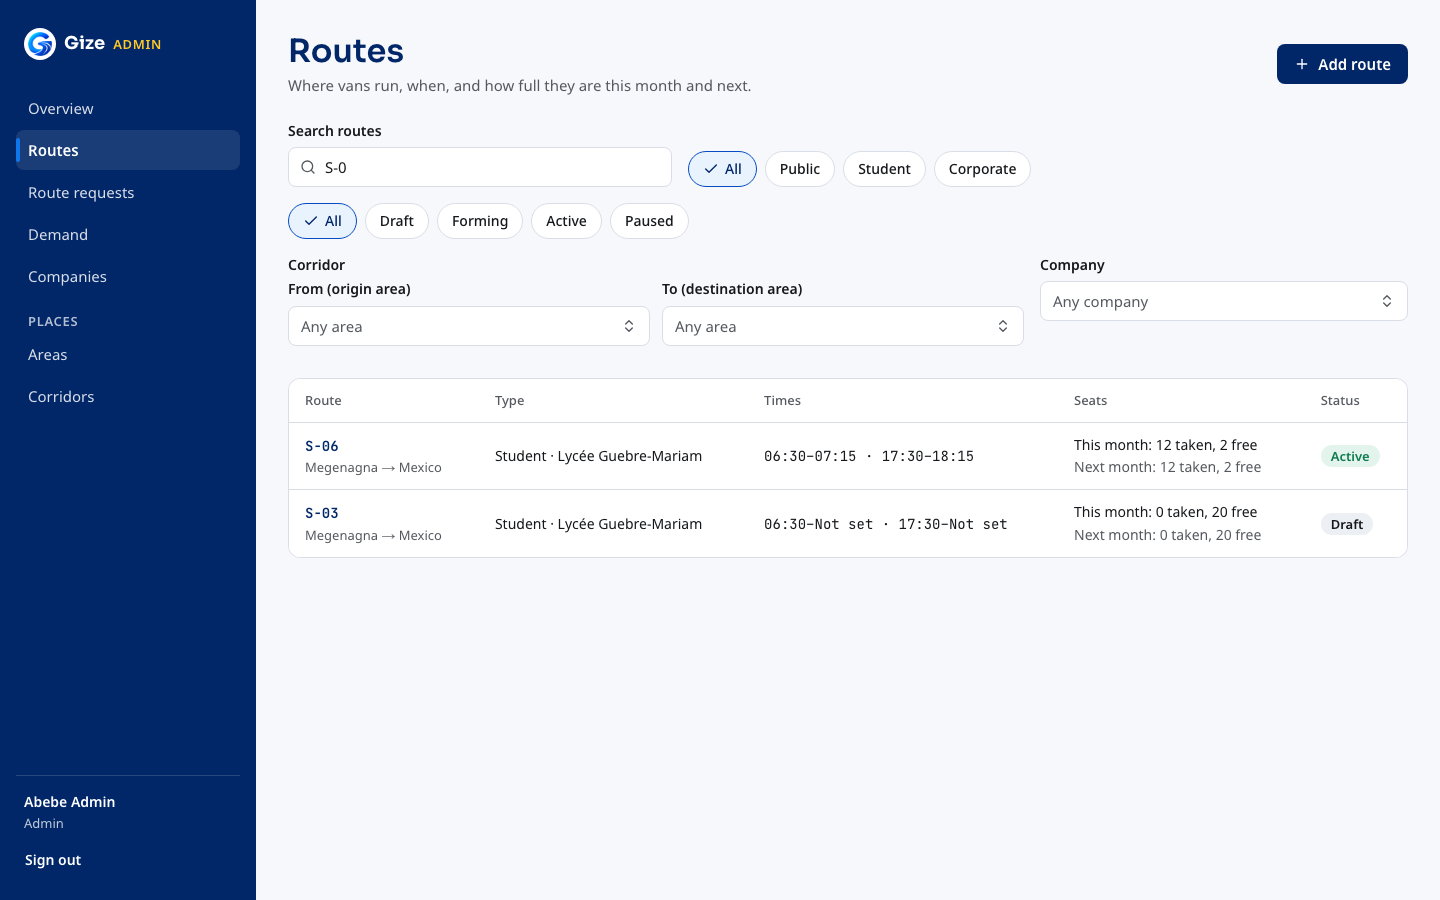 Gize ADMIN
Overview
Routes
Route requests
Demand
Companies
PLACES
Areas
Corridors
Abebe Admin
Admin
Sign out
Routes
Where vans run, when, and how full they are this month and next.
Add route
Search routes
S-0
All Public Student Corporate
All Draft Forming Active Paused
Corridor
From (origin area)
Any area
To (destination area)
Any area
Company
Any company
Route Type Times Seats Status
S-06
Megenagna → Mexico
Student · Lycée Guebre-Mariam
06:30–07:15 · 17:30–18:15
This month: 12 taken, 2 free
Next month: 12 taken, 2 free
Active
S-03
Megenagna → Mexico
Student · Lycée Guebre-Mariam
06:30–Not set · 17:30–Not set
This month: 0 taken, 20 free
Next month: 0 taken, 20 free
Draft